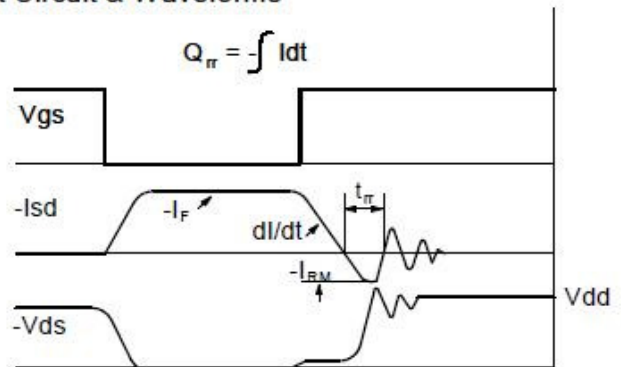 Circuit & Waveforms
Qrr = -∫ Idt
Vgs
-Isd
-IF
dI/dt
trr
-IRM
Vdd
-Vds